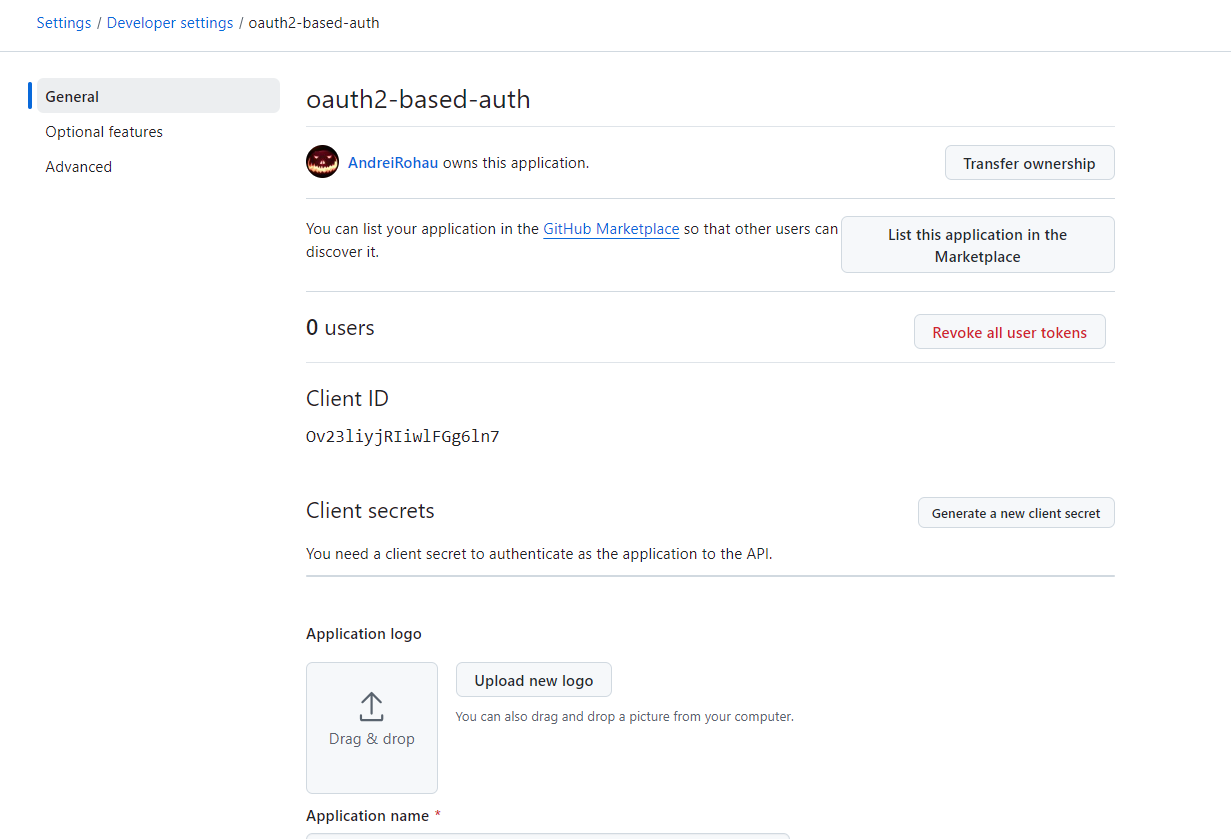 Settings / Developer settings / oauth2-based-auth
General
Optional features
Advanced
oauth2-based-auth
AndreiRohau owns this application.
Transfer ownership
You can list your application in the GitHub Marketplace so that other users can
discover it.
List this application in the
Marketplace
0 users
Revoke all user tokens
Client ID
Ov23liyjRIiwlFGg6ln7
Client secrets
Generate a new client secret
You need a client secret to authenticate as the application to the API.
Application logo
Drag & drop
Upload new logo
You can also drag and drop a picture from your computer.
Application name *